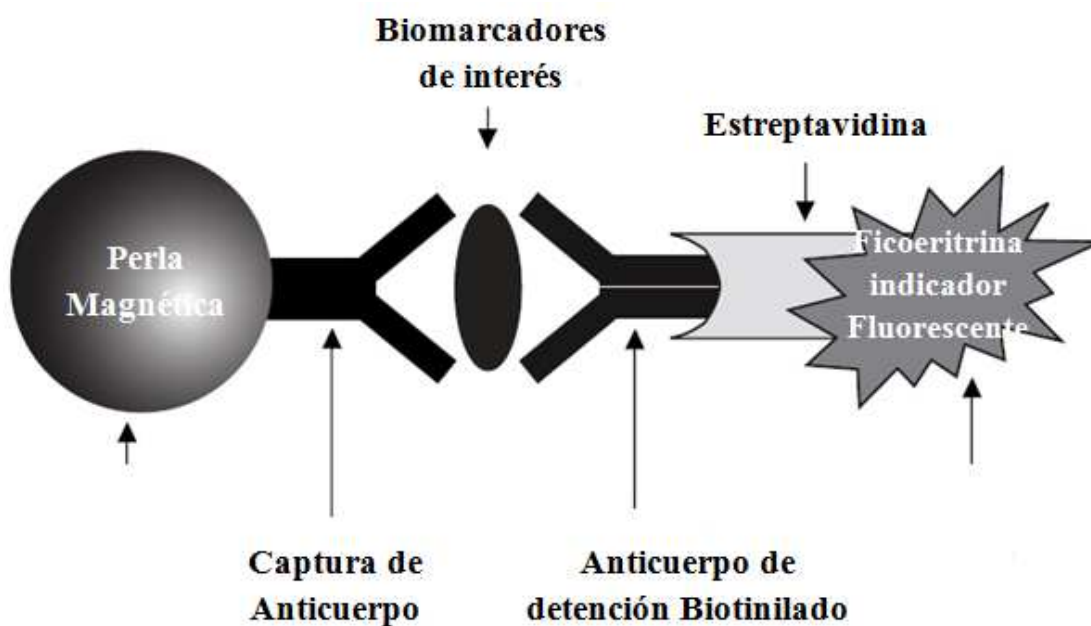 Biomarcadores
de interés
Estreptavidina
Perla
Magnética
Ficoeritrina
indicador
Fluorescente
Captura de
Anticuerpo
Anticuerpo de
detención Biotinilado